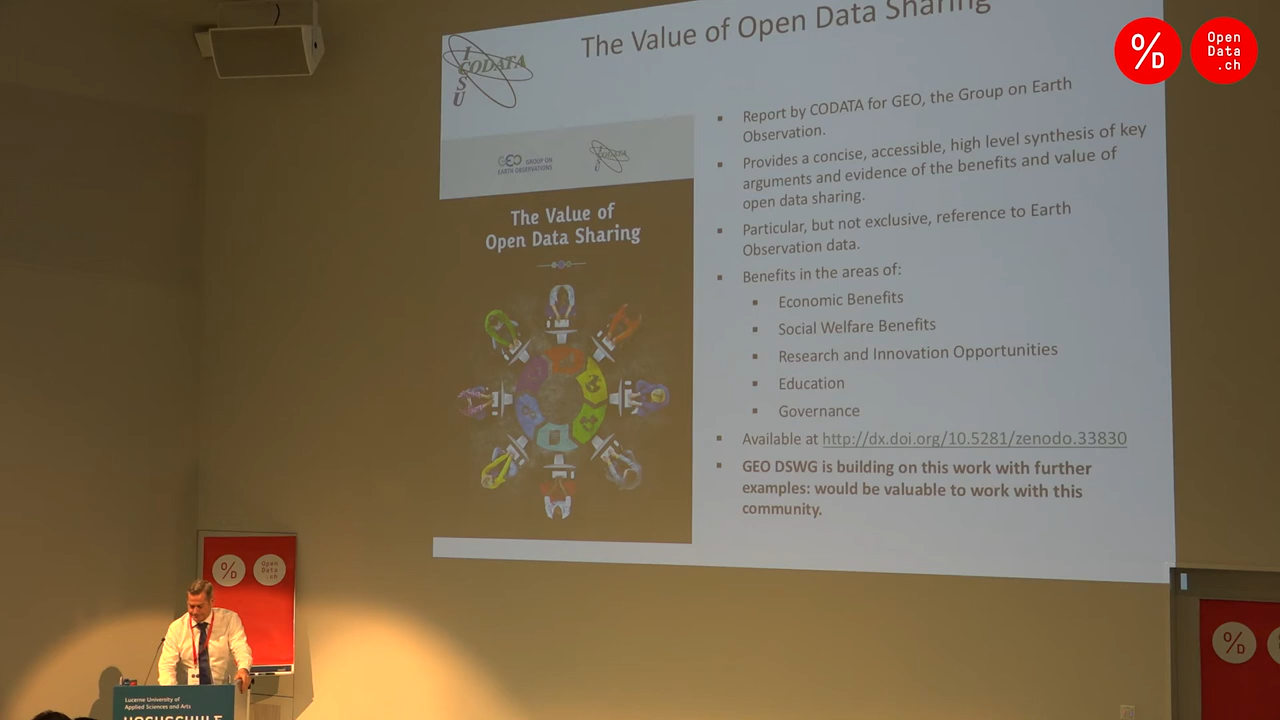 The Value of Open Data Sharing
I
CODATA
S
U
%
D
Open
Data
.ch
GEO GROUP ON
EARTH OBSERVATIONS
CODATA
The Value of
Open Data Sharing
▪ Report by CODATA for GEO, the Group on Earth
Observation.
▪ Provides a concise, accessible, high level synthesis of key
arguments and evidence of the benefits and value of
open data sharing.
▪ Particular, but not exclusive, reference to Earth
Observation data.
▪ Benefits in the areas of:
▪ Economic Benefits
▪ Social Welfare Benefits
▪ Research and Innovation Opportunities
▪ Education
▪ Governance
▪ Available at http://dx.doi.org/10.5281/zenodo.33830
▪ GEO DSWG is building on this work with further
examples: would be valuable to work with this
community.
%
D
Open
Data
.ch
Lucerne University of
Applied Sciences and Arts
HOCHSCHULE
%
D